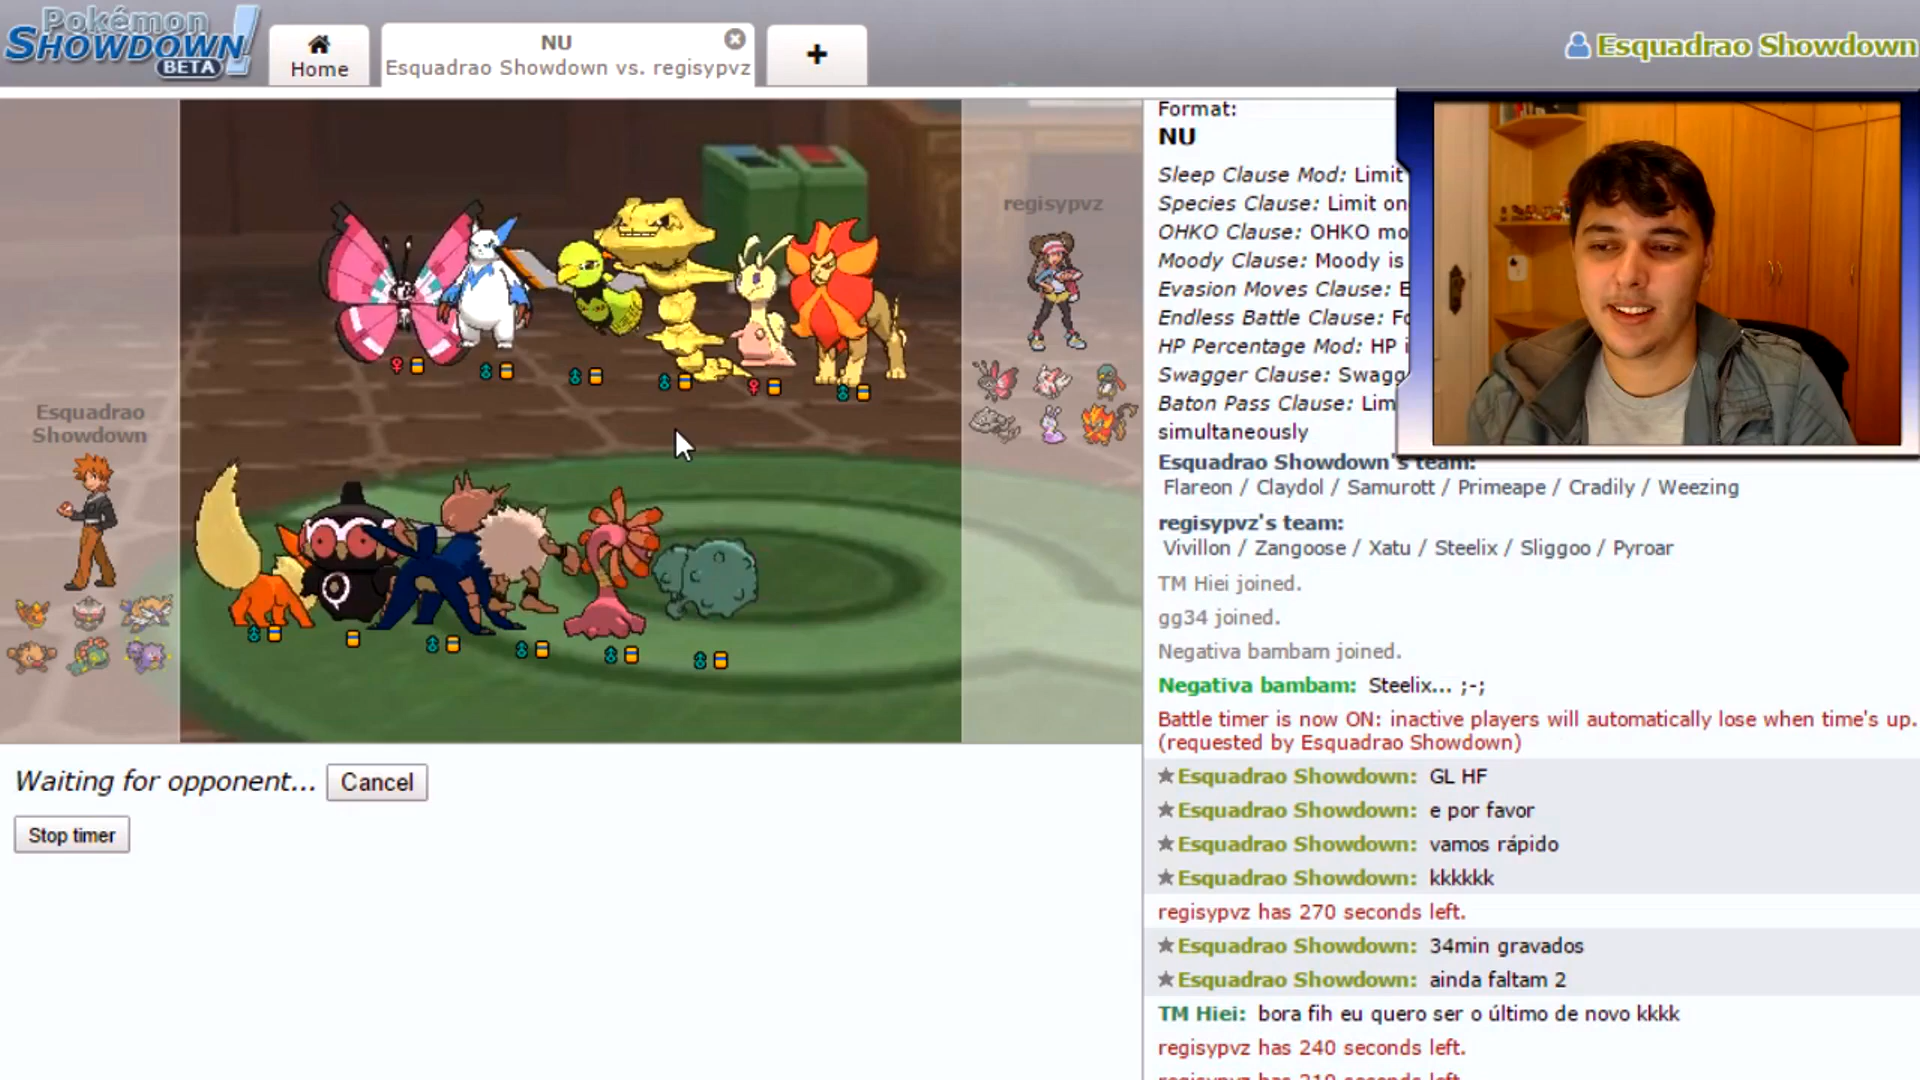 Pokémon
SHOWDOWN!
BETA
Home
NU
Esquadrao Showdown vs. regisypvz
+
Esquadrao Showdown
regisypvz
Esquadrao
Showdown
Waiting for opponent...
Cancel
Stop timer
Format:
NU
Sleep Clause Mod: Limit
Species Clause: Limit on
OHKO Clause: OHKO mo
Moody Clause: Moody is
Evasion Moves Clause: E
Endless Battle Clause: Fo
HP Percentage Mod: HP i
Swagger Clause: Swagg
Baton Pass Clause: Lim
simultaneously
Esquadrao Showdown's team:
Flareon / Claydol / Samurott / Primeape / Cradily / Weezing
regisypvz's team:
Vivillon / Zangoose / Xatu / Steelix / Sliggoo / Pyroar
TM Hiei joined.
gg34 joined.
Negativa bambam joined.
Negativa bambam: Steelix... ;-;
Battle timer is now ON: inactive players will automatically lose when time's up.
(requested by Esquadrao Showdown)
★Esquadrao Showdown: GL HF
★Esquadrao Showdown: e por favor
★Esquadrao Showdown: vamos rápido
★Esquadrao Showdown: kkkkkk
regisypvz has 270 seconds left.
★Esquadrao Showdown: 34min gravados
★Esquadrao Showdown: ainda faltam 2
TM Hiei: bora fih eu quero ser o último de novo kkkk
regisypvz has 240 seconds left.
regisypvz has 210 seconds left.